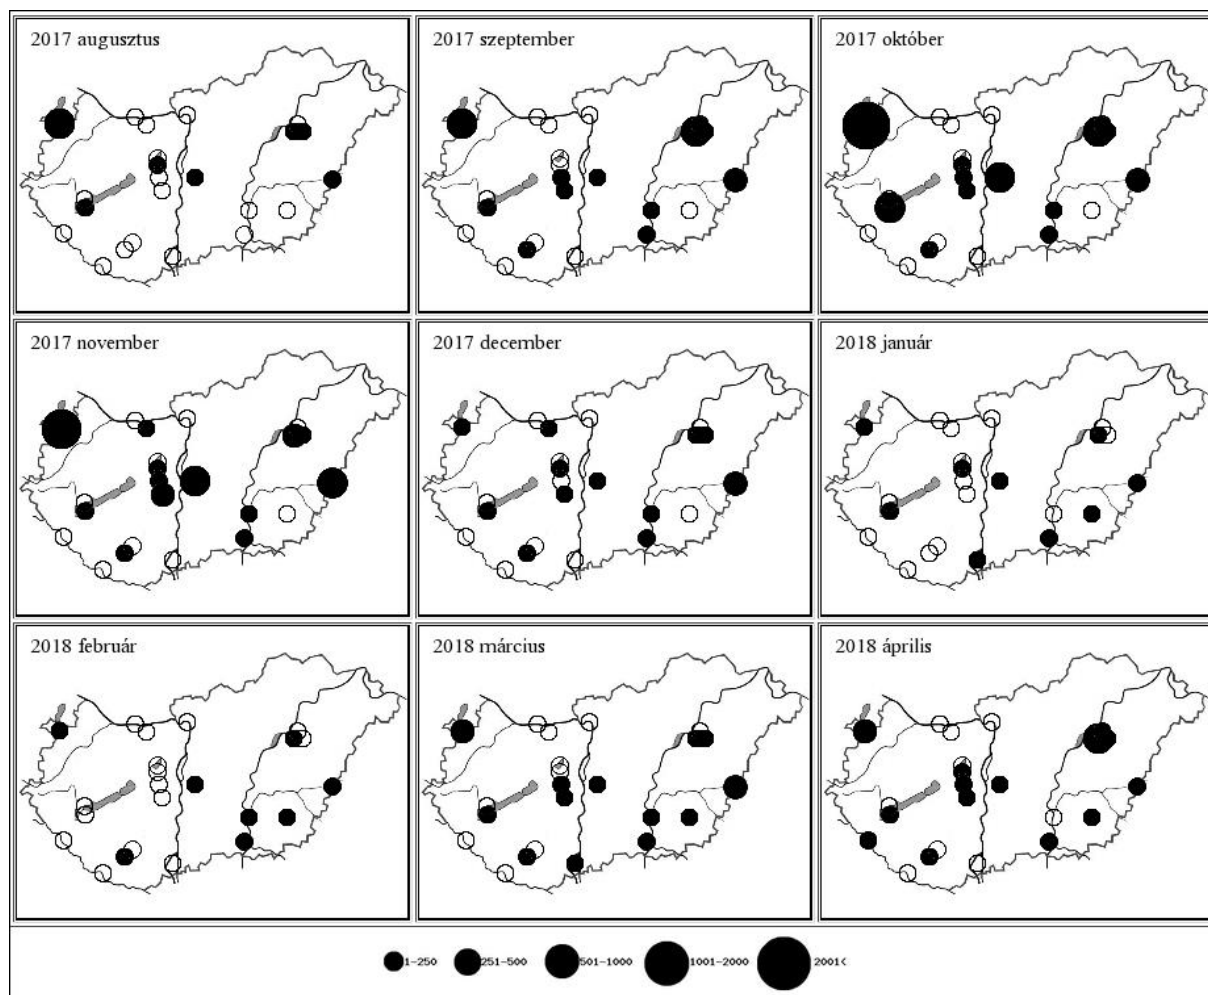 2017 augusztus
2017 szeptember
2017 október
2017 november
2017 december
2018 január
2018 február
2018 március
2018 április
1-250 251-500 501-1000 1001-2000 2001<